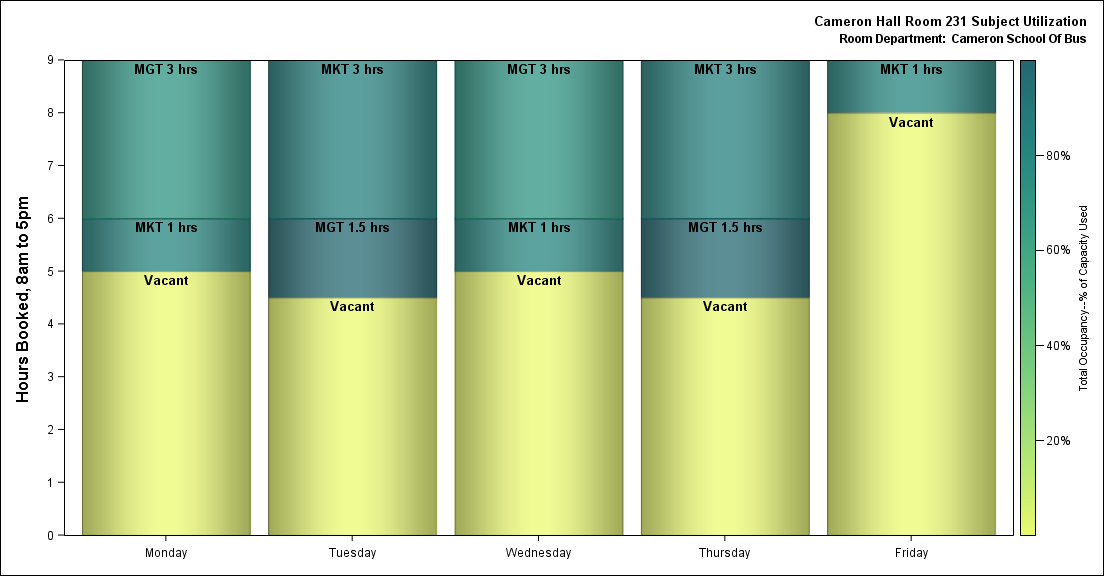 Cameron Hall Room 231 Subject Utilization
Room Department: Cameron School Of Bus
Hours Booked, 8am to 5pm
9
8
7
6
5
4
3
2
1
0
MGT 3 hrs
MKT 1 hrs
Vacant
MKT 3 hrs
MGT 1.5 hrs
Vacant
MGT 3 hrs
MKT 1 hrs
Vacant
MKT 3 hrs
MGT 1.5 hrs
Vacant
MKT 1 hrs
Vacant
Monday
Tuesday
Wednesday
Thursday
Friday
80%
60%
40%
20%
Total Occupancy--% of Capacity Used